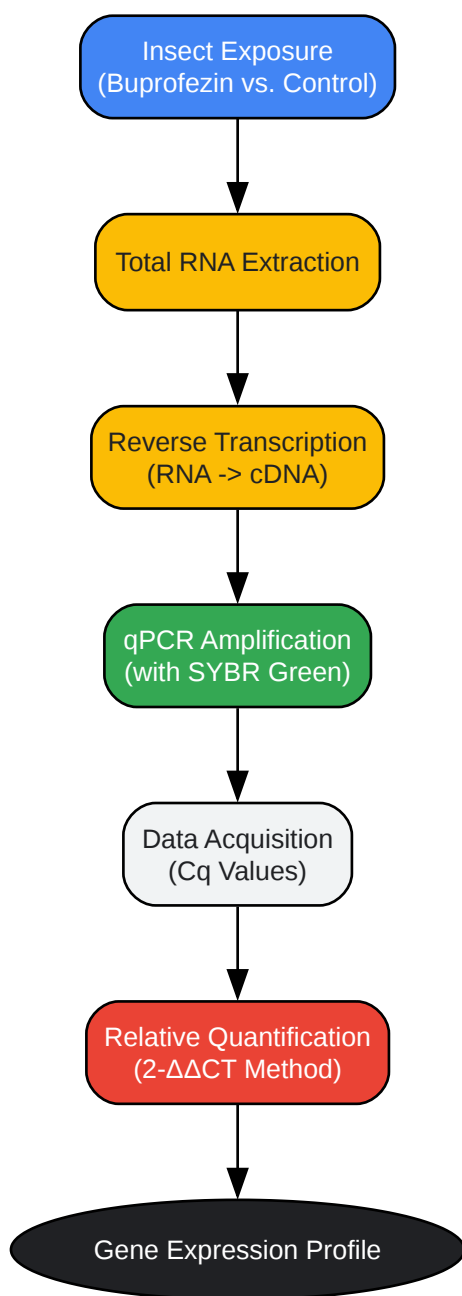 Insect Exposure
(Buprofezin vs. Control)
Total RNA Extraction
Reverse Transcription
(RNA -> cDNA)
qPCR Amplification
(with SYBR Green)
Data Acquisition
(Cq Values)
Relative Quantification
(2-ΔΔCT Method)
Gene Expression Profile